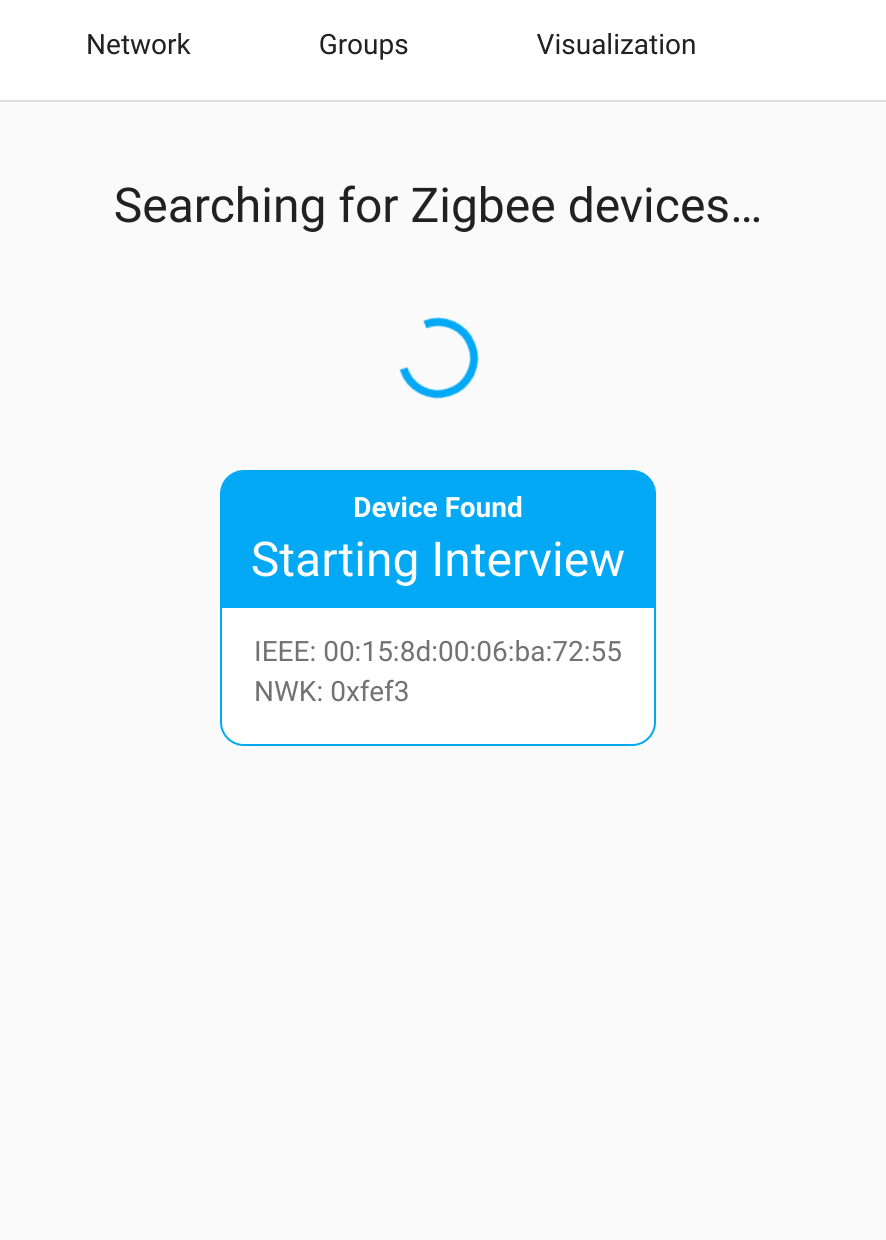 Network Groups Visualization
Searching for Zigbee devices…
Device Found
Starting Interview
IEEE: 00:15:8d:00:06:ba:72:55
NWK: 0xfef3